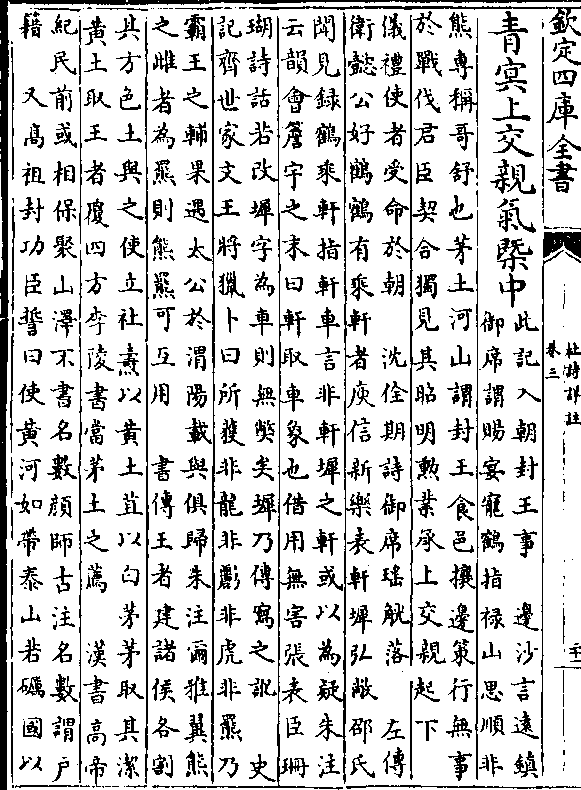 欽定四庫全書
杜詩詳註
卷三
青冥上交親氣槩中
此記入朝封王事 邊沙言遠鎮
御席謂賜宴寵鶴指禄山思順非
熊專稱哥舒也茅土河山謂封王食邑攘邊策行無事
於戰伐君臣契合獨見其貼明勲業承上交親起下
儀禮使者受命於朝 沈佺期詩御席瑤觥落 左傳
衛懿公好鶴鶴有乘軒者庾信新樂表軒墀弘敞邵氏
聞見録鶴乘軒指軒車言非軒墀之軒或以為疑朱注
云韻會簷宇之末曰軒取車象也借用無害張表臣珊
瑚詩話若改墀字為車則無獘矣墀乃傳寫之訛 史
記齊世家文王將獵卜曰所獲非龍非彲非虎非羆乃
霸王之輔果遇太公於渭陽載與俱歸朱注爾雅翼熊
之雌者為羆則熊羆可互用 書傳王者建諸侯各割
其方色土與之使立社燾以黄土苴以白茅茅取其潔
黄土取王者覆四方李陵書當茅土之薦 漢書高帝
紀民前或相保聚山澤不書名數顔師古注名數謂户
籍 又髙祖封功臣誓曰使黄河如帶泰山若礪國以